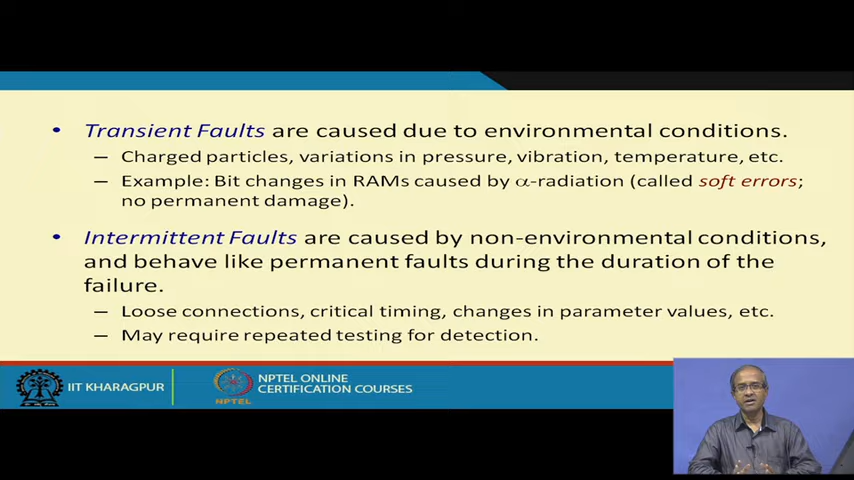 • Transient Faults are caused due to environmental conditions.
– Charged particles, variations in pressure, vibration, temperature, etc.
– Example: Bit changes in RAMs caused by α-radiation (called soft errors;
no permanent damage).
• Intermittent Faults are caused by non-environmental conditions,
and behave like permanent faults during the duration of the
failure.
– Loose connections, critical timing, changes in parameter values, etc.
– May require repeated testing for detection.
IIT KHARAGPUR
NPTEL
NPTEL ONLINE
CERTIFICATION COURSES